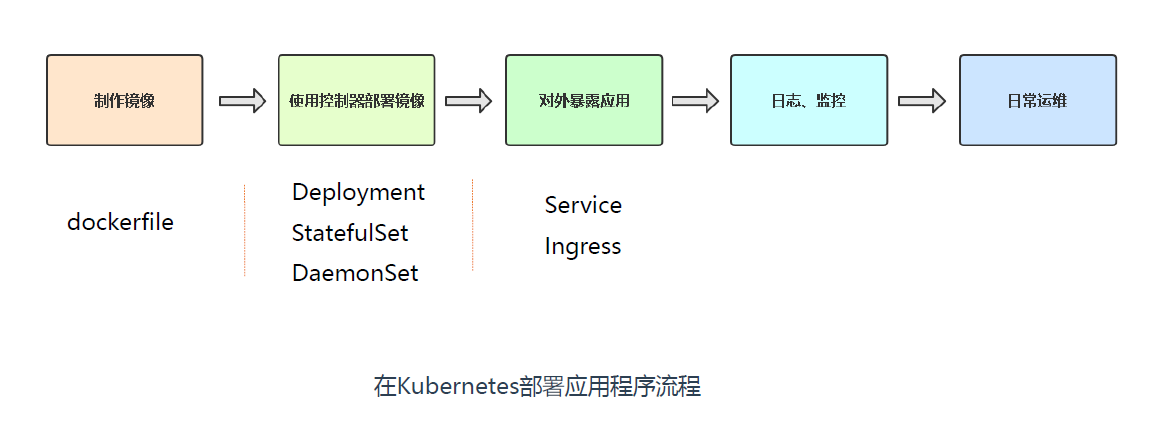 制作镜像
使用控制器部署镜像
对外暴露应用
日志、监控
日常运维
dockerfile
Deployment
StatefulSet
DaemonSet
Service
Ingress
在Kubernetes部署应用程序流程